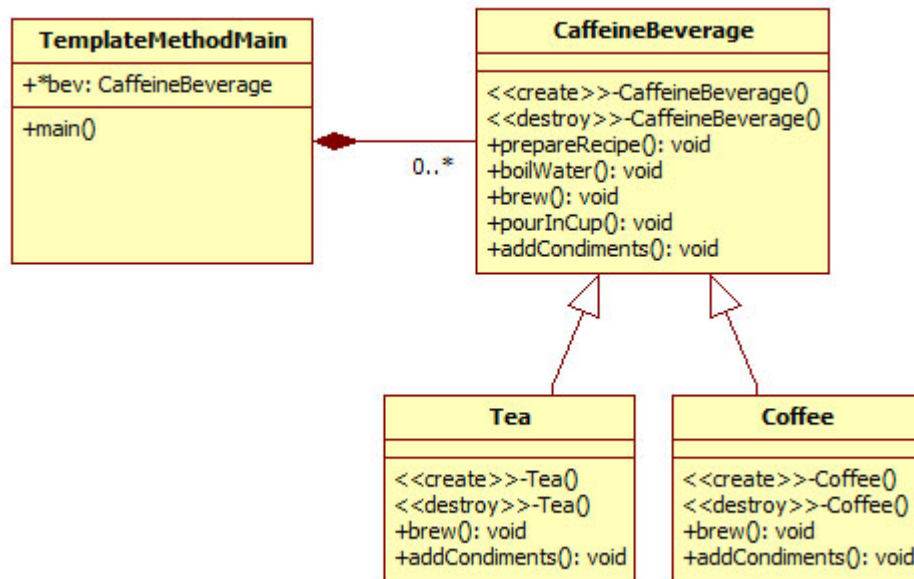 TemplateMethodMain
+*bev: CaffeineBeverage
+main()
0..*
CaffeineBeverage
<<create>>-CaffeineBeverage()
<<destroy>>-CaffeineBeverage()
+prepareRecipe(): void
+boilWater(): void
+brew(): void
+pourInCup(): void
+addCondiments(): void
Tea
<<create>>-Tea()
<<destroy>>-Tea()
+brew(): void
+addCondiments(): void
Coffee
<<create>>-Coffee()
<<destroy>>-Coffee()
+brew(): void
+addCondiments(): void